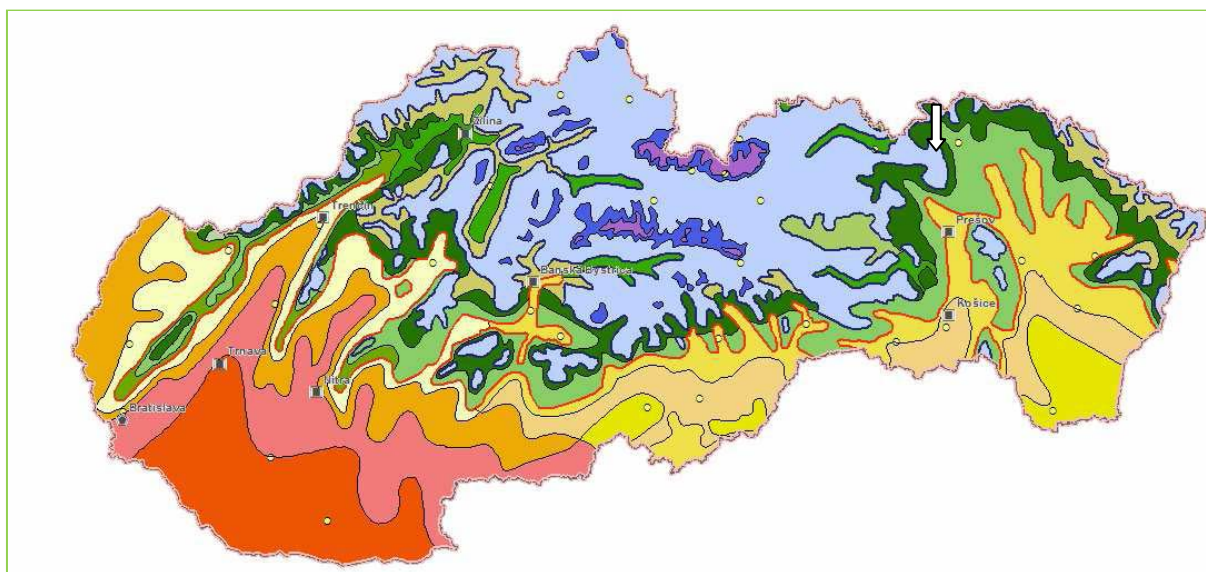 Žilina
Trenčín
Prešov
Banská Bystrica
Košice
Trnava
Nitra
Bratislava